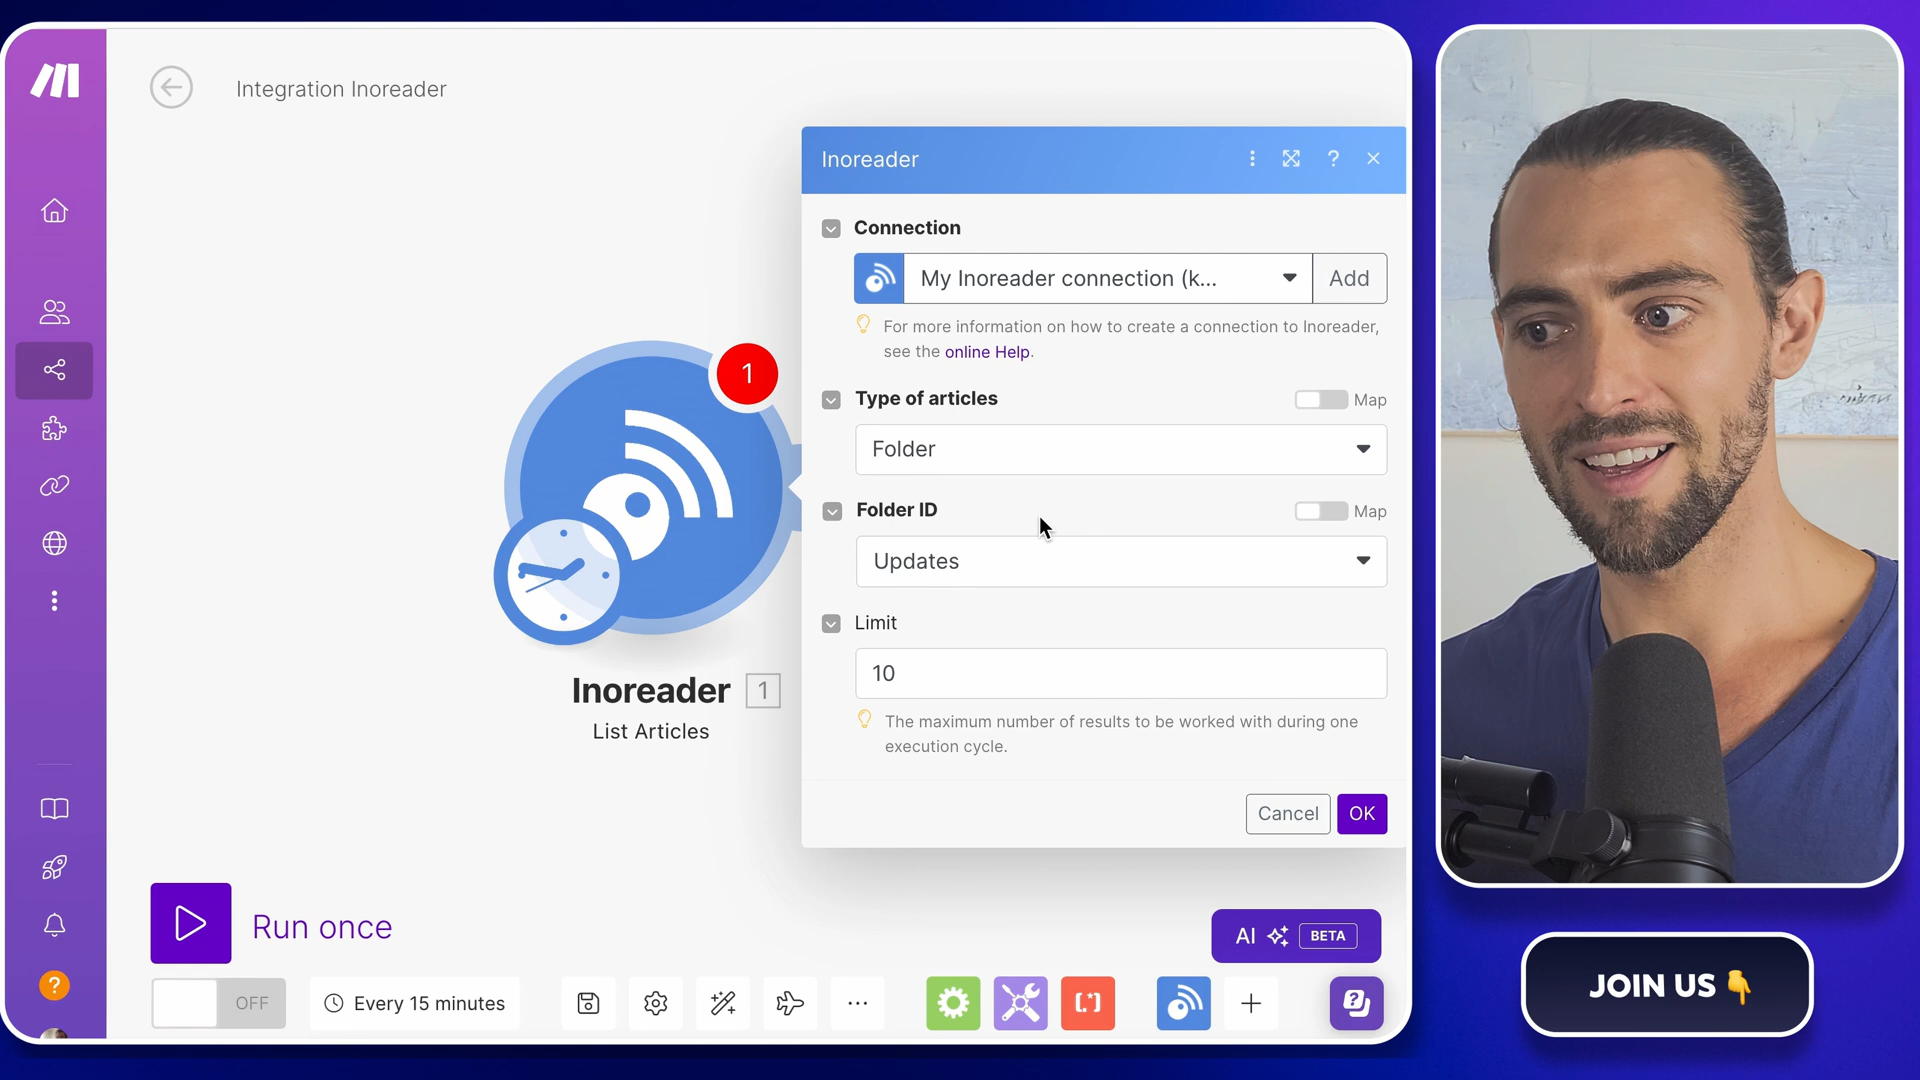 Integration Inoreader
Inoreader
?
Connection
My Inoreader connection (k...
Add
For more information on how to create a connection to Inoreader,
see the online Help.
Type of articles
Map
Folder
Folder ID
Map
Updates
Limit
10
The maximum number of results to be worked with during one
execution cycle.
Cancel
OK
1
Inoreader 1
List Articles
Run once
AI BETA
OFF
Every 15 minutes
?
JOIN US 👇